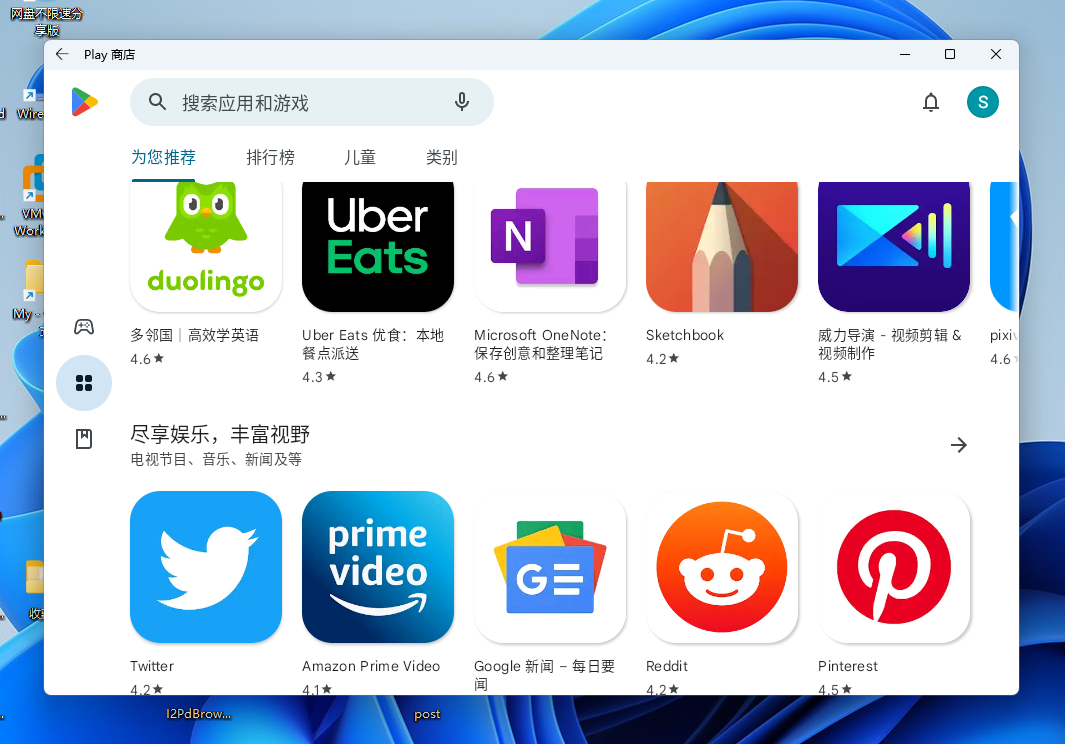 网盘不限速分
享版
Play 商店
搜索应用和游戏
S
为您推荐
排行榜
儿童
类别
Wire
VM
Work
My -
duolingo
Uber
Eats
N
多邻国｜高效学英语
4.6★
Uber Eats 优食：本地
餐点派送
4.3★
Microsoft OneNote：
保存创意和整理笔记
4.6★
Sketchbook
4.2★
威力导演 - 视频剪辑 &
视频制作
4.5★
pixiv
4.6
尽享娱乐，丰富视野
电视节目、音乐、新闻及等
prime
video
GE
Twitter
4.2★
Amazon Prime Video
4.1★
Google 新闻 – 每日要
闻
Reddit
4.2★
Pinterest
4.5★
收
I2PdBrow...
post